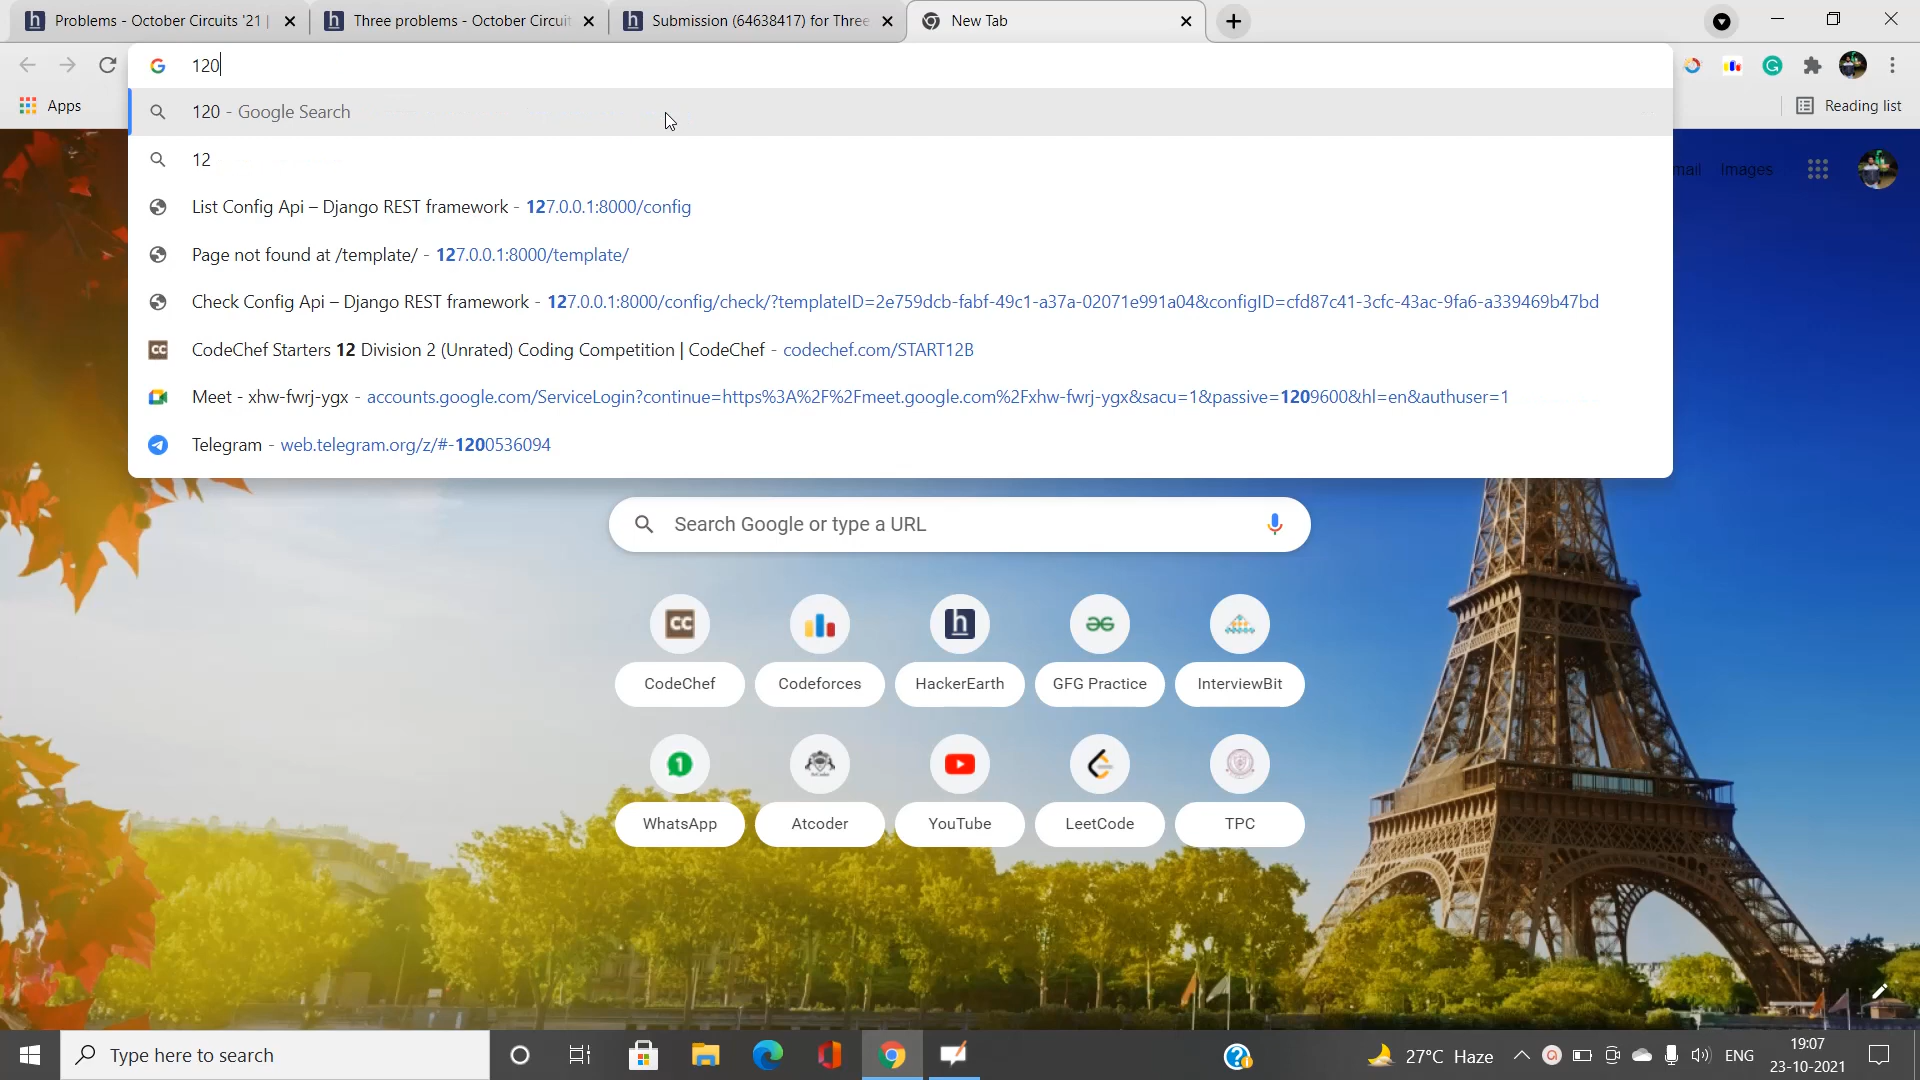 Problems - October Circuits '21 |
Three problems - October Circuit
Submission (64638417) for Three
New Tab
120
Apps
Reading list
120 - Google Search
12
List Config Api – Django REST framework - 127.0.0.1:8000/config
Page not found at /template/ - 127.0.0.1:8000/template/
Check Config Api – Django REST framework - 127.0.0.1:8000/config/check/?templateID=2e759dcb-fabf-49c1-a37a-02071e991a04&configID=cfd87c41-3cfc-43ac-9fa6-a339469b47bd
CodeChef Starters 12 Division 2 (Unrated) Coding Competition | CodeChef - codechef.com/START12B
Meet - xhw-fwrj-ygx - accounts.google.com/ServiceLogin?continue=https%3A%2F%2Fmeet.google.com%2Fxhw-fwrj-ygx&sacu=1&passive=1209600&hl=en&authuser=1
Telegram - web.telegram.org/z/#-1200536094
mail Images
Search Google or type a URL
CodeChef
Codeforces
HackerEarth
GFG Practice
InterviewBit
WhatsApp
Atcoder
YouTube
LeetCode
TPC
Type here to search
27°C Haze
ENG
19:07
23-10-2021